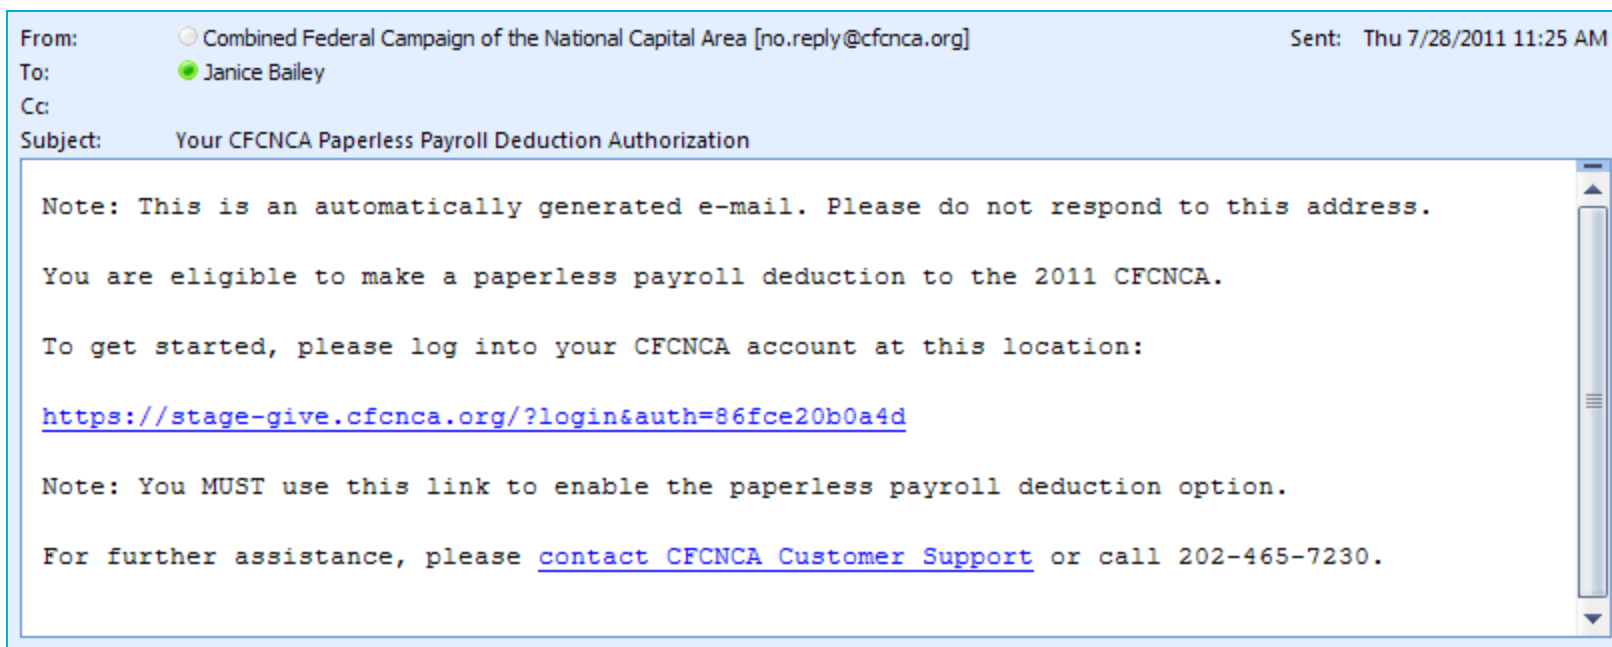 From: Combined Federal Campaign of the National Capital Area [no.reply@cfcnca.org] Sent: Thu 7/28/2011 11:25 AM
To: Janice Bailey
Cc:
Subject: Your CFCNCA Paperless Payroll Deduction Authorization
Note: This is an automatically generated e-mail. Please do not respond to this address.
You are eligible to make a paperless payroll deduction to the 2011 CFCNCA.
To get started, please log into your CFCNCA account at this location:
https://stage-give.cfcnca.org/?login&auth=86fce20b0a4d
Note: You MUST use this link to enable the paperless payroll deduction option.
For further assistance, please contact CFCNCA Customer Support or call 202-465-7230.